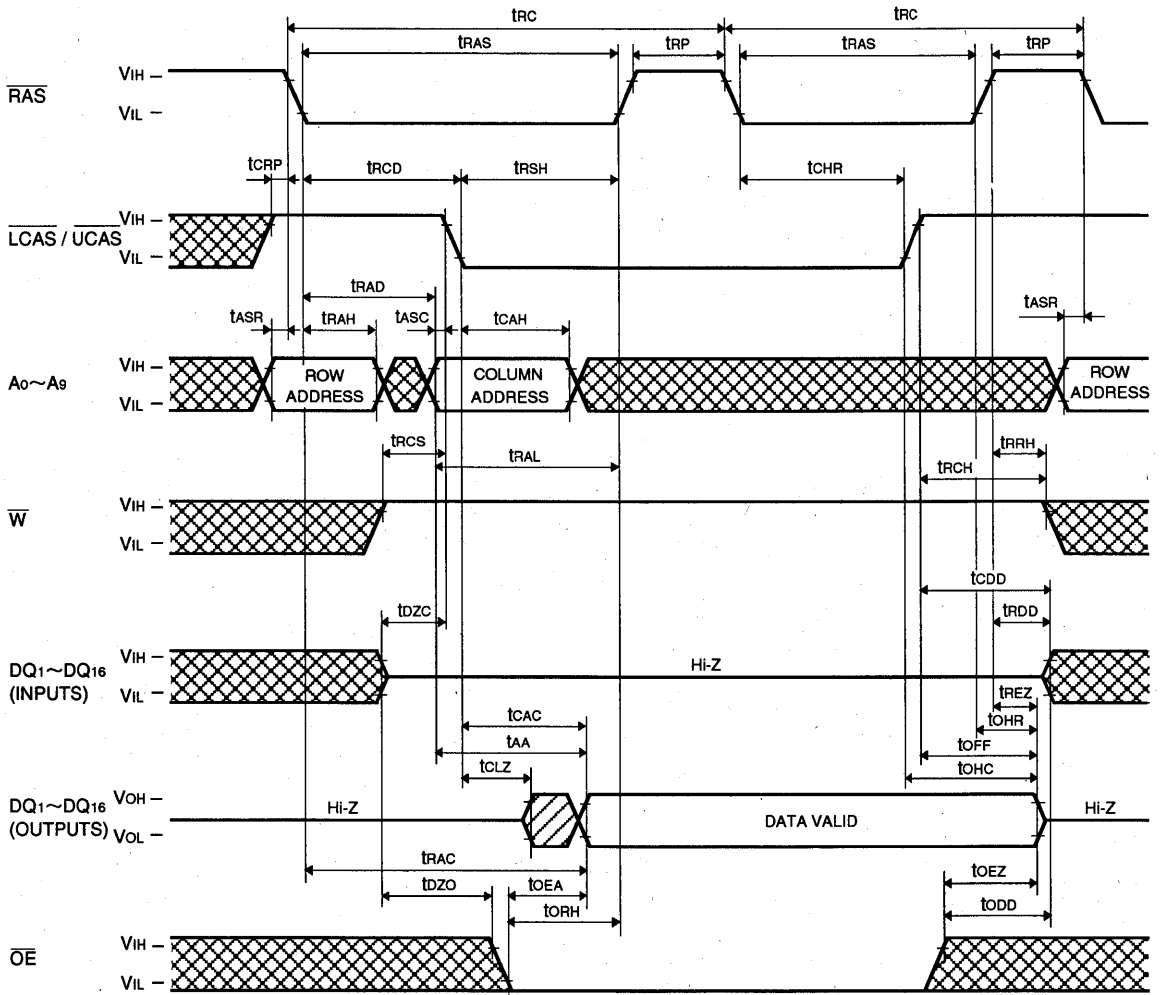 tRC tRC
tRAS tRP tRAS tRP
RAS
VIH –
VIL –
tCRP tRCD tRSH tCHR
LCAS / UCAS
VIH –
VIL –
tRAD
tASR tRAH tASC tCAH tASR
A0~A9
VIH –
VIL –
ROW
ADDRESS
COLUMN
ADDRESS
ROW
ADDRESS
tRCS tRAL tRRH
tRCH
W
VIH –
VIL –
tCDD
tDZC tRDD
DQ1~DQ16
(INPUTS)
VIH –
VIL –
Hi-Z
tREZ
tCAC tOHR
tAA tOFF
tCLZ tOHC
DQ1~DQ16
(OUTPUTS)
VOH –
VOL –
Hi-Z DATA VALID Hi-Z
tRAC
tDZO tOEA tOEZ
tORH tODD
OE
VIH –
VIL –